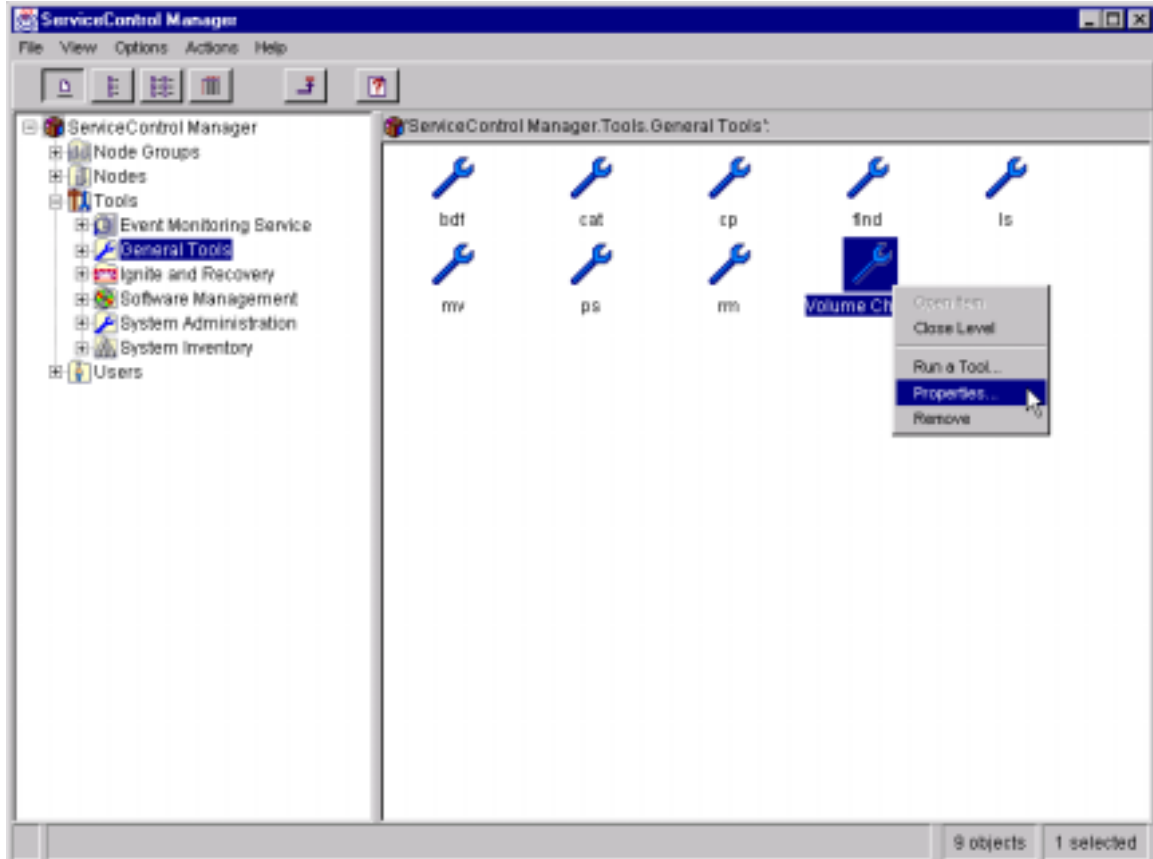 ServiceControl Manager
File View Options Actions Help
ServiceControl Manager
Node Groups
Nodes
Tools
Event Monitoring Service
General Tools
Ignite and Recovery
Software Management
System Administration
System Inventory
Users
'ServiceControl Manager.Tools.General Tools':
bdf cat cp find ls
mv ps rm Volume Ch
Open Item
Close Level
Run a Tool...
Properties...
Remove
9 objects 1 selected